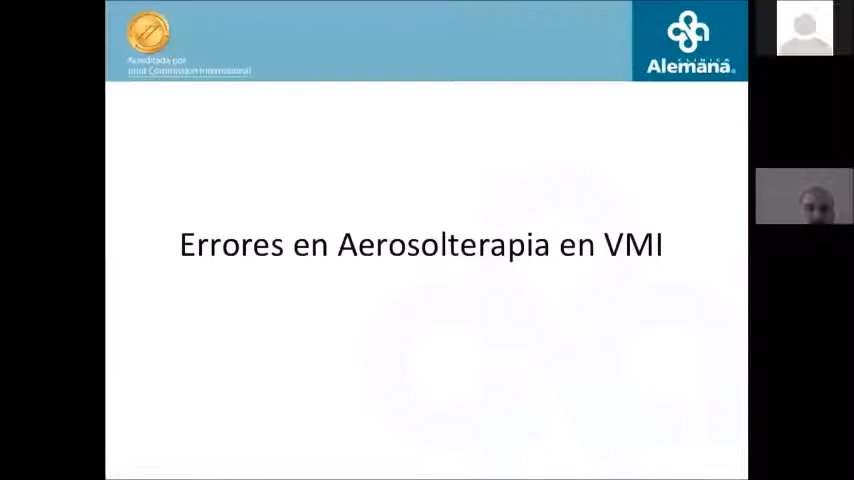 Acreditada por
Joint Commission International
CLINICA
Alemana.
Errores en Aerosolterapia en VMI